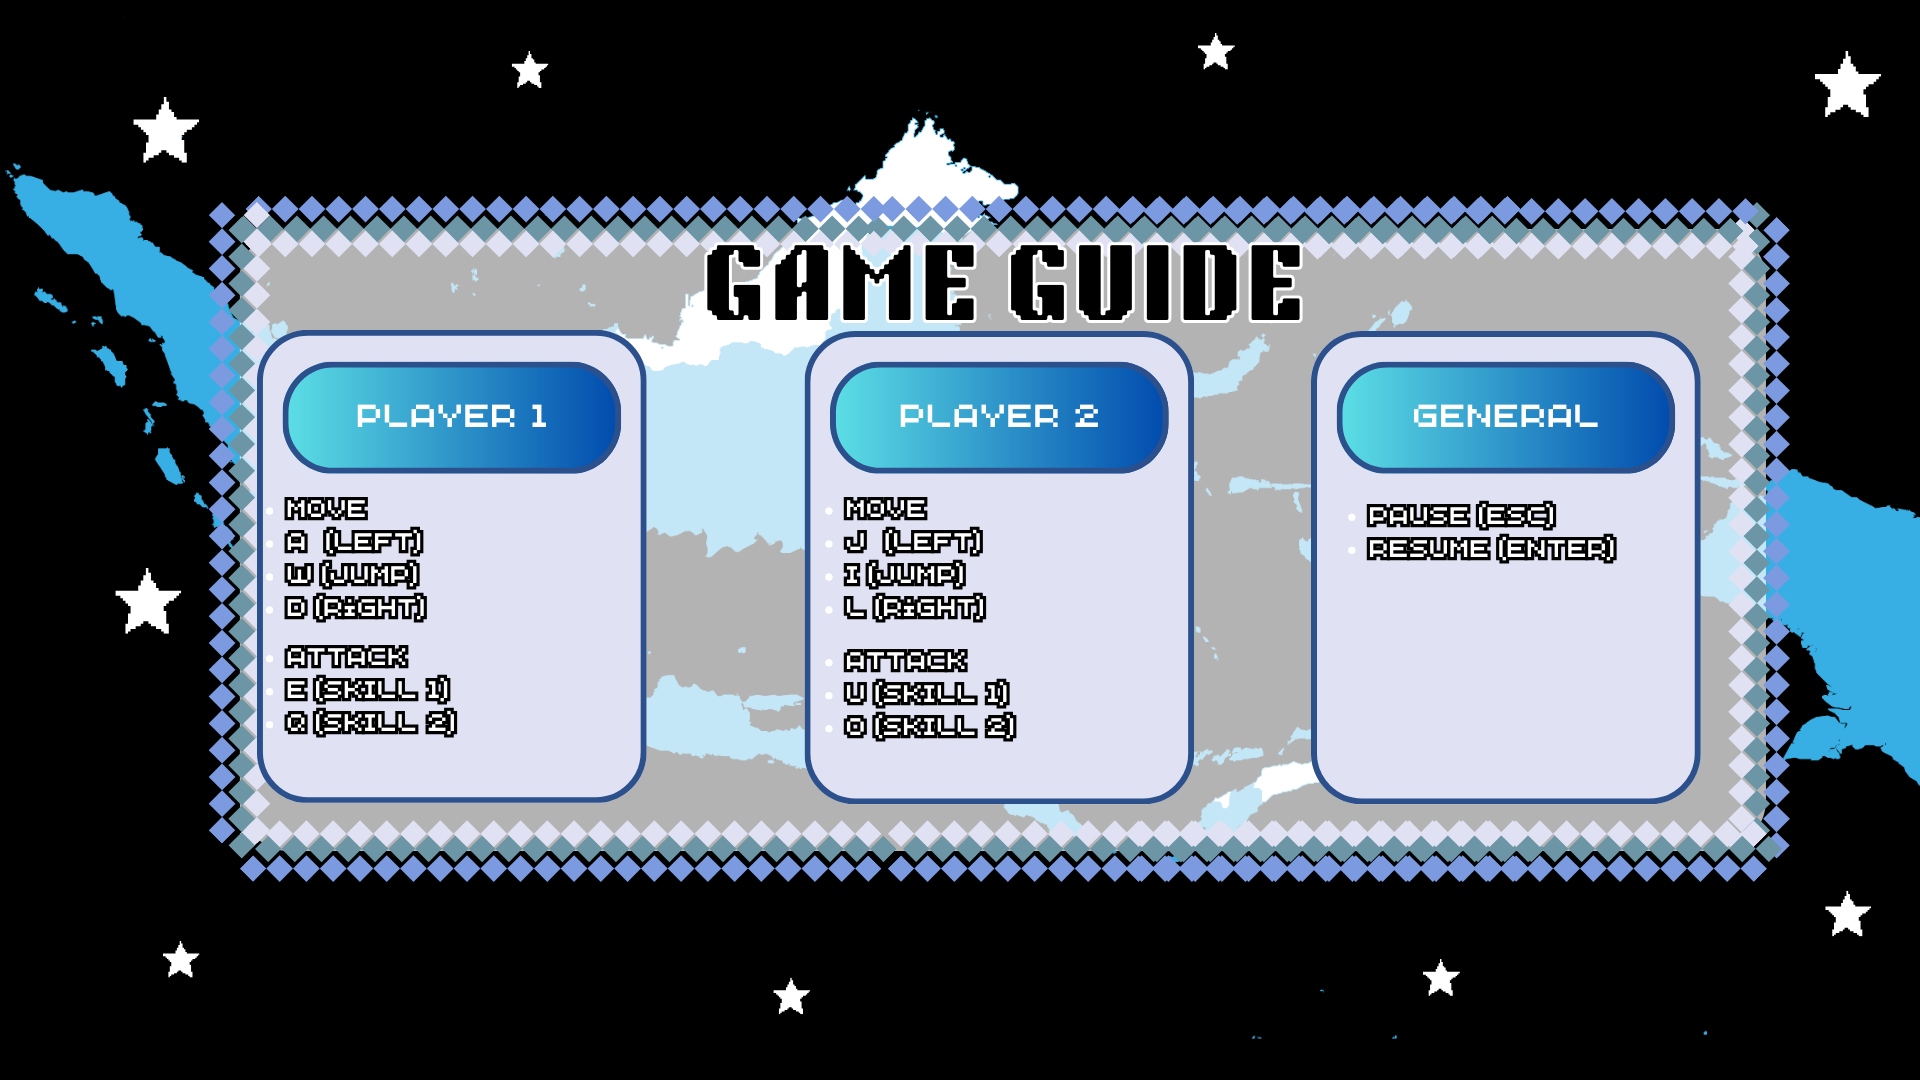 GAME GUIDE
PLAYER 1
MOVE
A (LEFT)
W (JUMP)
D (RiGHT)
ATTACK
E (SKILL 1)
Q (SKILL 2)
PLAYER 2
MOVE
J (LEFT)
I (JUMP)
L (RiGHT)
ATTACK
U (SKILL 1)
O (SKILL 2)
GENERAL
PAUSE (ESC)
RESUME (ENTER)